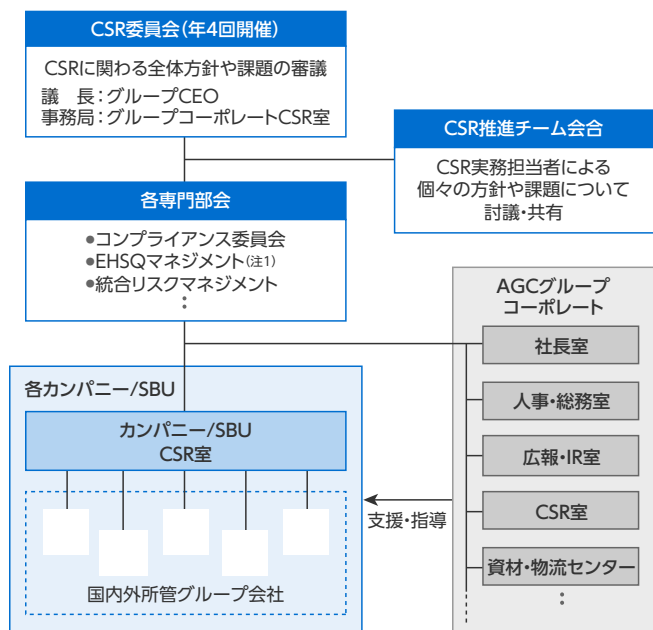 CSR委員会(年4回開催)
CSRに関わる全体方針や課題の審議
議　長：グループCEO
事務局：グループコーポレートCSR室
CSR推進チーム会合
CSR実務担当者による
個々の方針や課題について
討議・共有
各専門部会
●コンプライアンス委員会
●EHSQマネジメント(注1)
●統合リスクマネジメント
：
AGCグループ
コーポレート
社長室
人事・総務室
広報・IR室
CSR室
資材・物流センター
：
各カンパニー/SBU
カンパニー/SBU
CSR室
支援・指導
国内外所管グループ会社